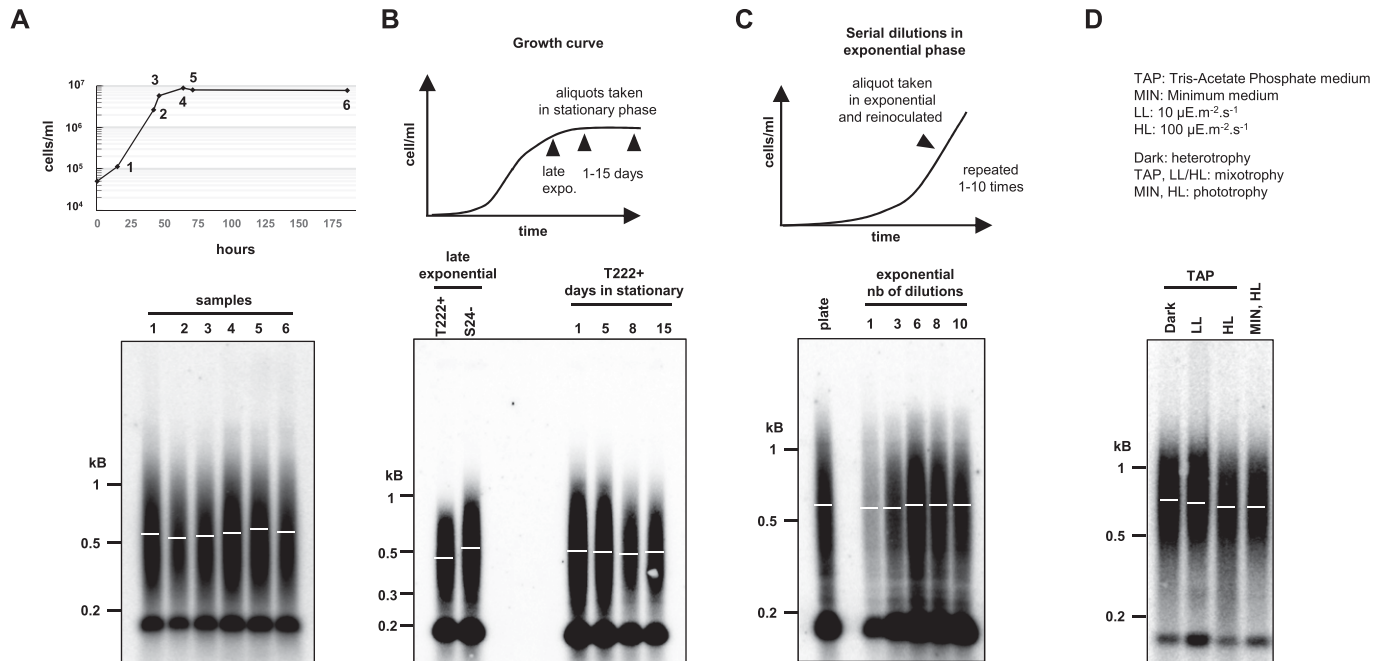 A
10⁷
10⁶
10⁵
10⁴
cells/ml
1
2
3
4
5
6
0
25
50
75
100
125
150
175
hours
samples
1 2 3 4 5 6
kB
1
0.5
0.2
B
Growth curve
aliquots taken
in stationary phase
cell/ml
late
expo.
1-15 days
time
late
exponential
T222+
S24-
T222+
days in stationary
1 5 8 15
kB
1
0.5
0.3
0.2
C
Serial dilutions in
exponential phase
aliquot taken
in exponential
and reinoculated
cells/ml
repeated
1-10 times
time
plate
exponential
nb of dilutions
1 3 6 8 10
kB
1
0.5
0.2
D
TAP: Tris-Acetate Phosphate medium
MIN: Minimum medium
LL: 10 µE.m⁻².s⁻¹
HL: 100 µE.m⁻².s⁻¹
Dark: heterotrophy
TAP, LL/HL: mixotrophy
MIN, HL: phototrophy
TAP
Dark
LL
HL
MIN, HL
kB
1
0.5
0.2